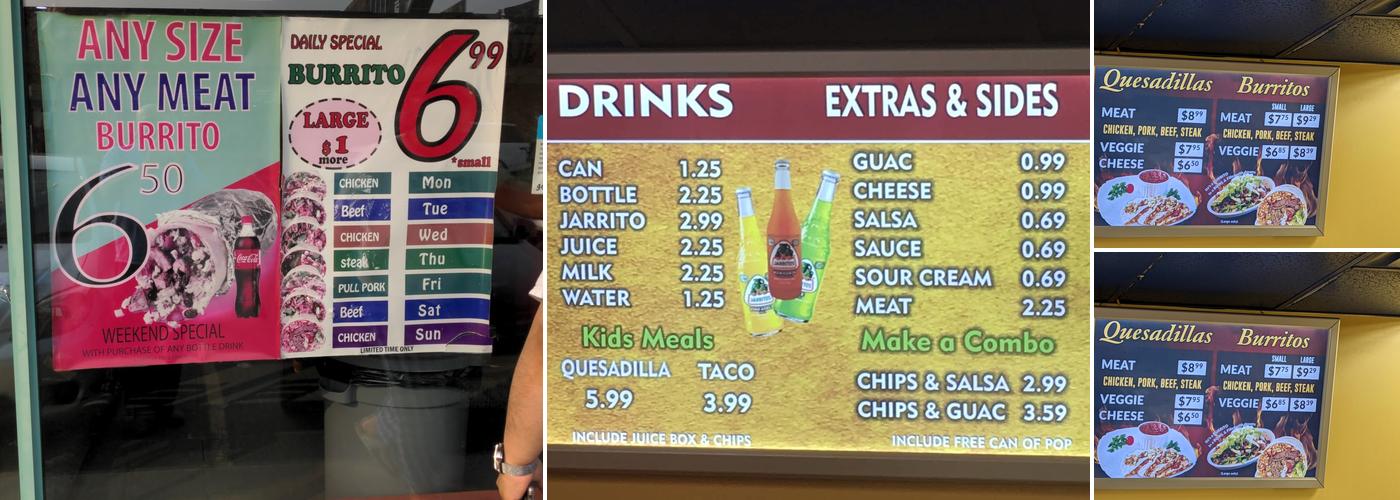 ANY SIZE
ANY MEAT
BURRITO
6 50
WEEKEND SPECIAL
WITH PURCHASE OF ANY BOTTLE DRINK
DAILY SPECIAL
BURRITO
6 99
*small
LARGE
$1
more
CHICKEN Mon
Beef Tue
CHICKEN Wed
steak Thu
PULL PORK Fri
Beef Sat
CHICKEN Sun
LIMITED TIME ONLY
Coca-Cola
DRINKS
CAN 1.25
BOTTLE 2.25
JARRITO 2.99
JUICE 2.25
MILK 2.25
WATER 1.25
Kids Meals
QUESADILLA TACO
5.99 3.99
INCLUDE JUICE BOX & CHIPS
EXTRAS & SIDES
GUAC 0.99
CHEESE 0.99
SALSA 0.69
SAUCE 0.69
SOUR CREAM 0.69
MEAT 2.25
Make a Combo
CHIPS & SALSA 2.99
CHIPS & GUAC 3.59
INCLUDE FREE CAN OF POP
Quesadillas
MEAT $8.99
CHICKEN, PORK, BEEF, STEAK
VEGGIE $7.95
CHEESE $6.50
Burritos
SMALL LARGE
MEAT $7.75 $9.29
CHICKEN, PORK, BEEF, STEAK
VEGGIE $6.85 $8.39
Quesadillas
MEAT $8.99
CHICKEN, PORK, BEEF, STEAK
VEGGIE $7.95
CHEESE $6.50
Burritos
SMALL LARGE
MEAT $7.75 $9.29
CHICKEN, PORK, BEEF, STEAK
VEGGIE $6.85 $8.39